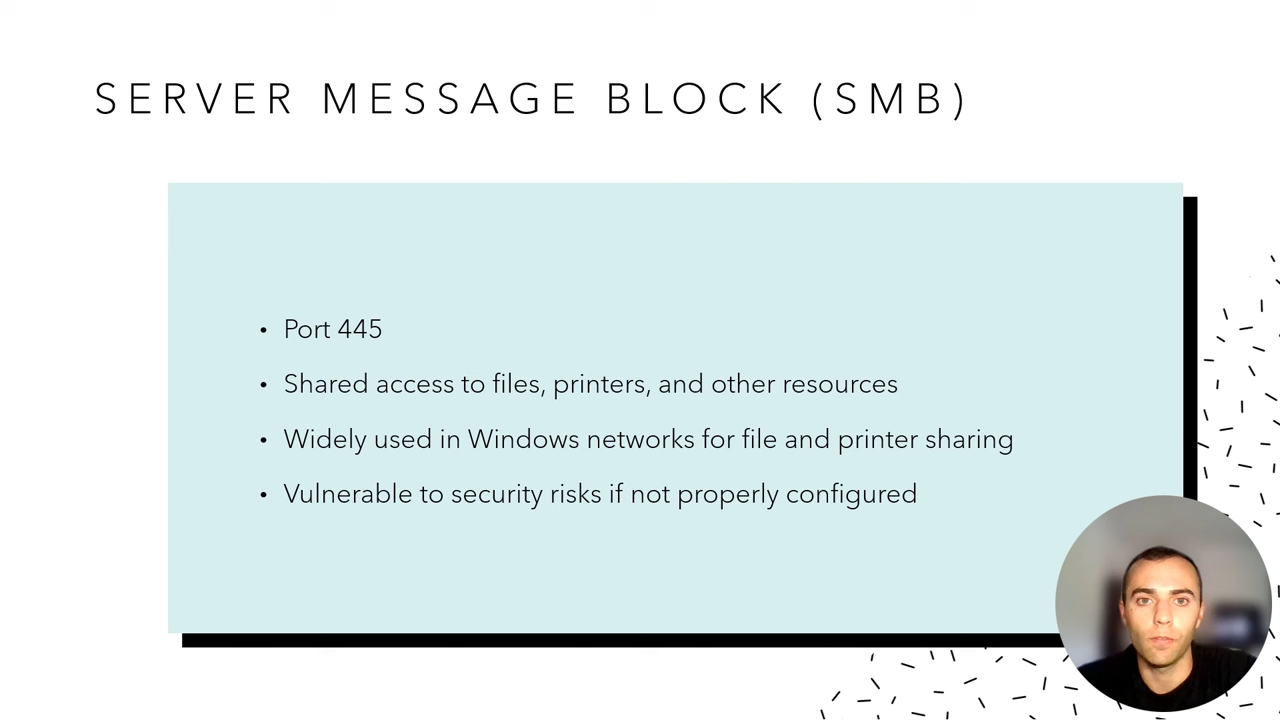 SERVER MESSAGE BLOCK (SMB)
• Port 445
• Shared access to files, printers, and other resources
• Widely used in Windows networks for file and printer sharing
• Vulnerable to security risks if not properly configured